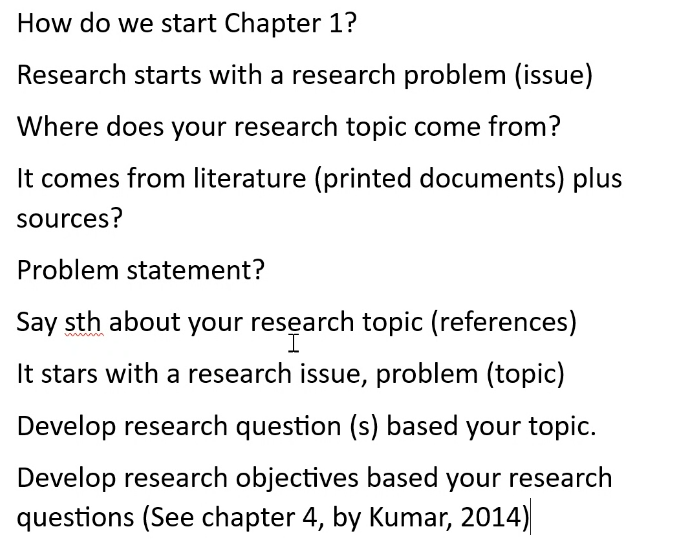 How do we start Chapter 1?
Research starts with a research problem (issue)
Where does your research topic come from?
It comes from literature (printed documents) plus
sources?
Problem statement?
Say sth about your research topic (references)
It stars with a research issue, problem (topic)
Develop research question (s) based your topic.
Develop research objectives based your research
questions (See chapter 4, by Kumar, 2014)